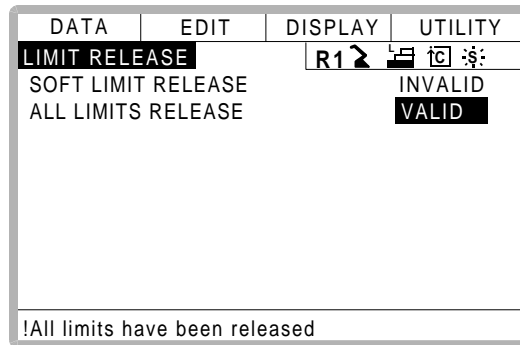 DATA EDIT DISPLAY UTILITY
LIMIT RELEASE R1 L C S
SOFT LIMIT RELEASE INVALID
ALL LIMITS RELEASE VALID
!All limits have been released